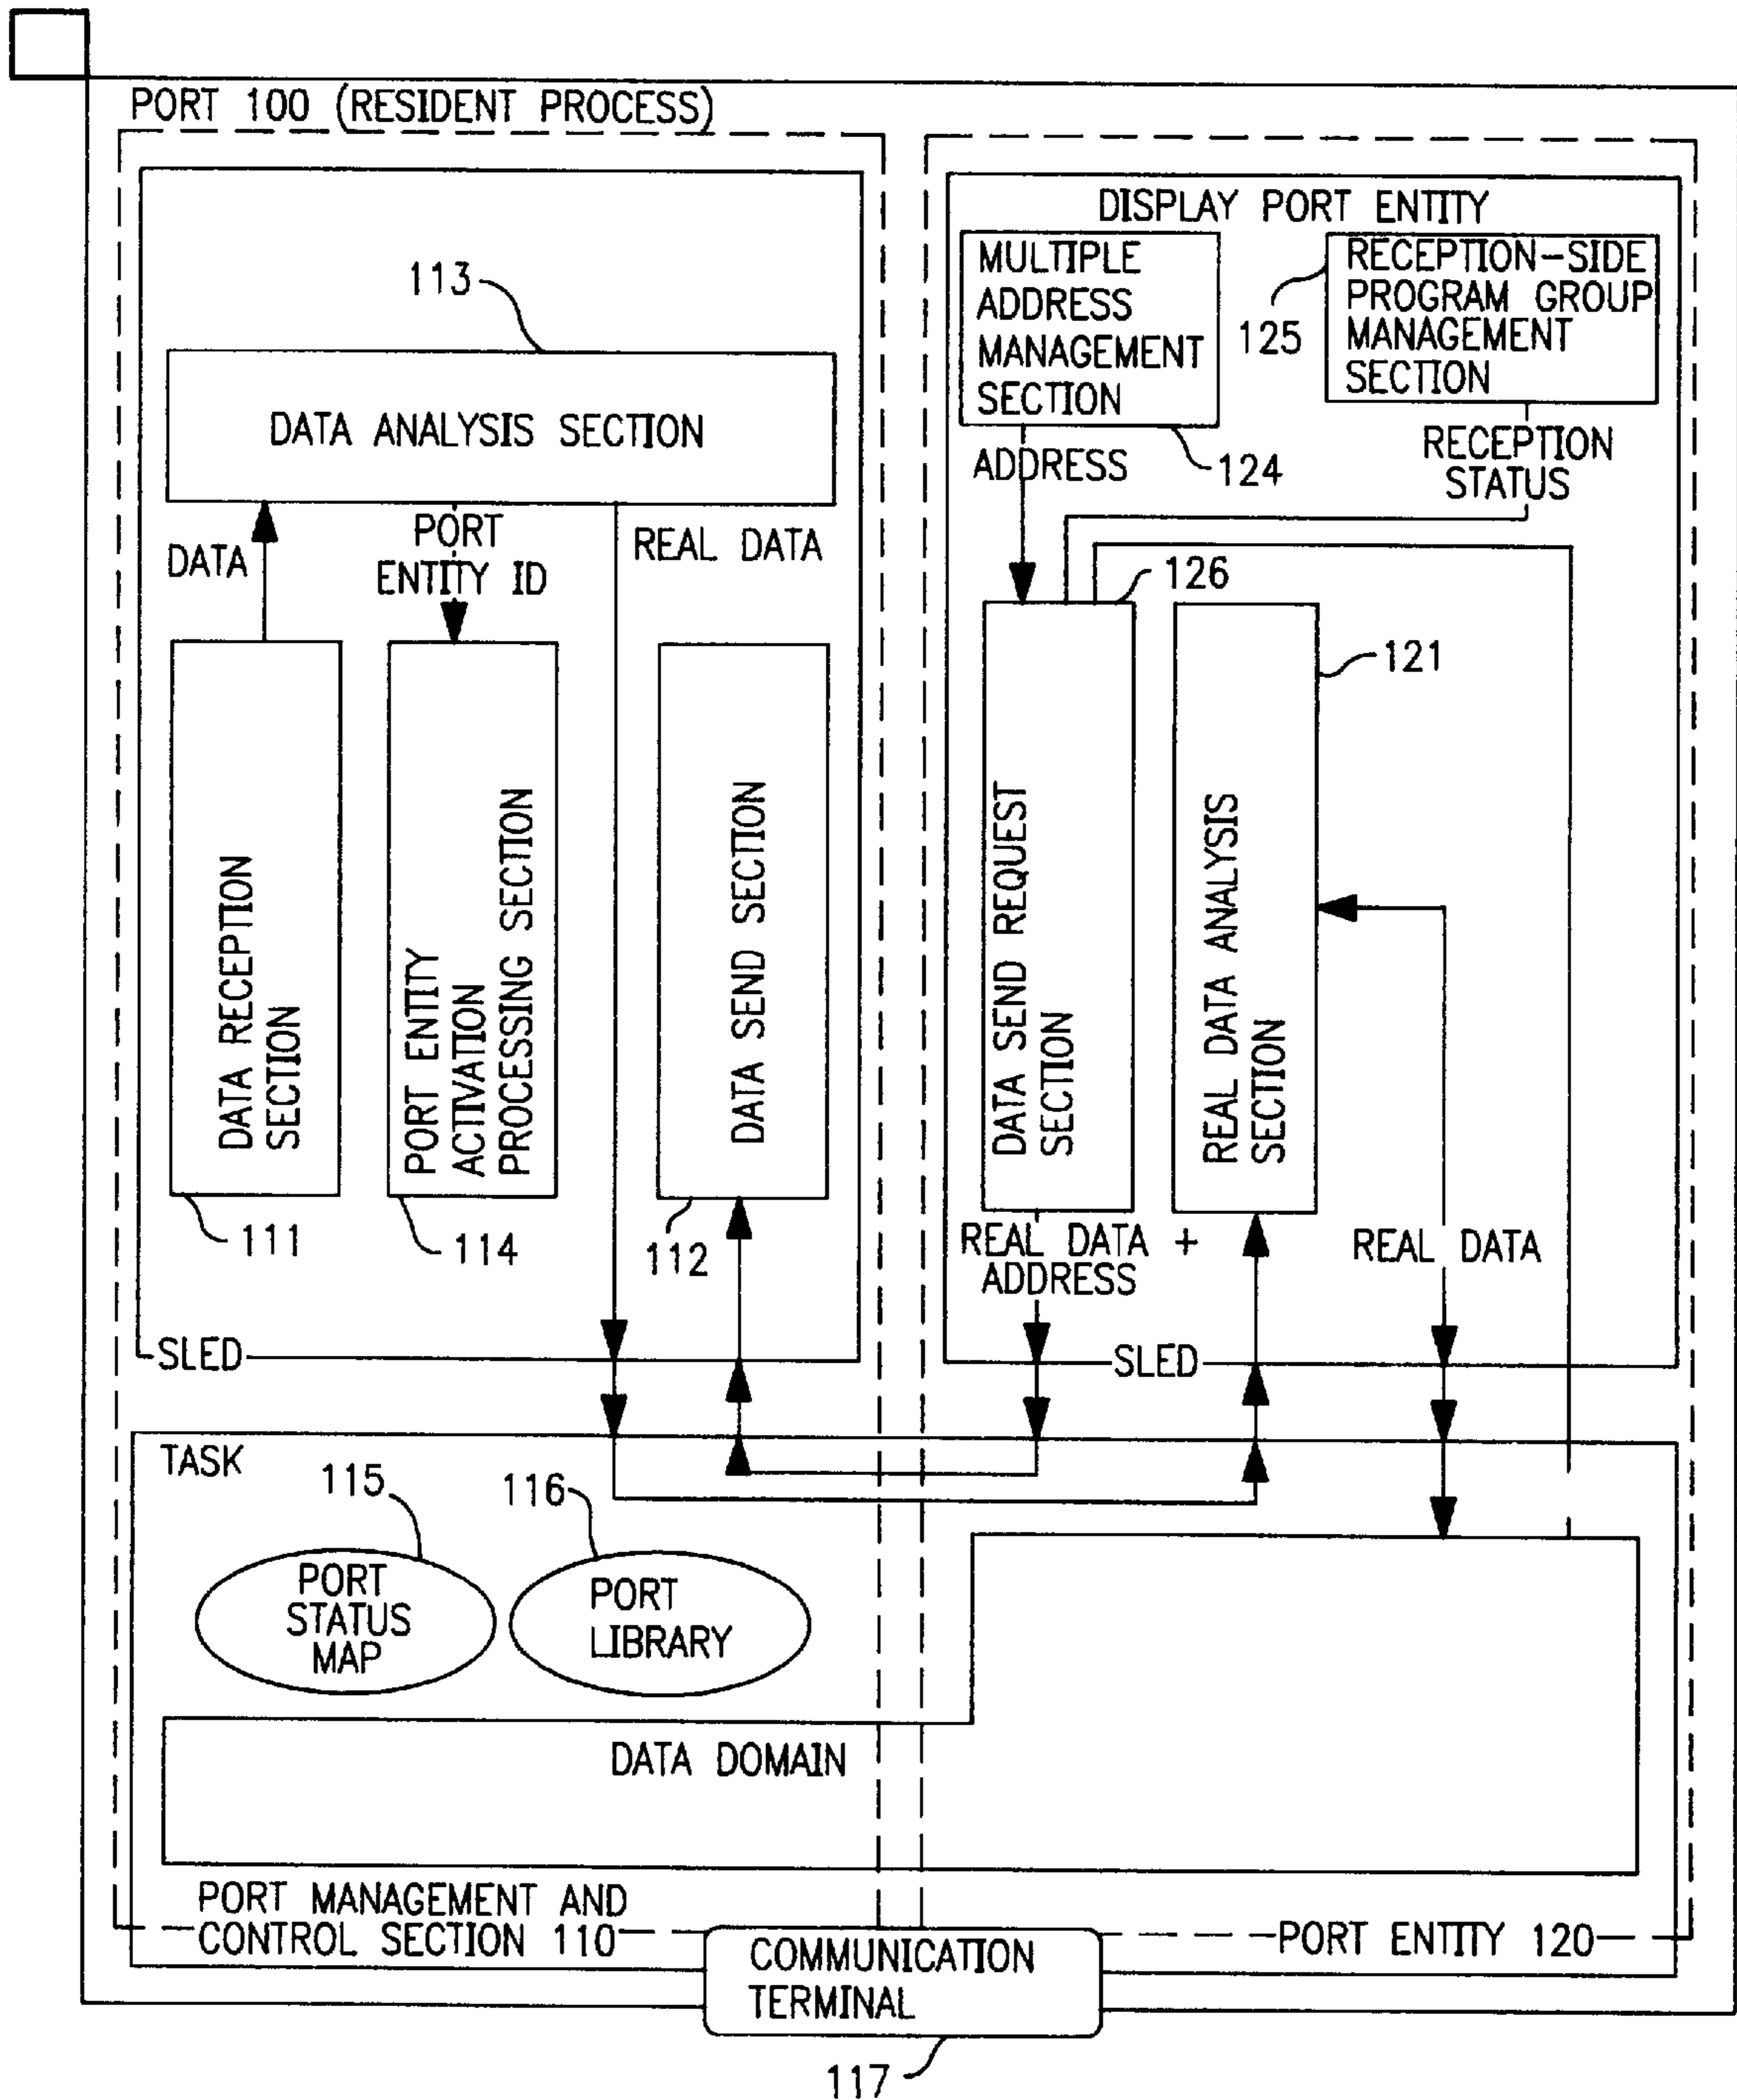 PORT 100 (RESIDENT PROCESS)
113
DATA ANALYSIS SECTION
DATA
PORT
ENTITY ID
REAL DATA
DATA RECEPTION
SECTION
111
PORT ENTITY
ACTIVATION
PROCESSING SECTION
114
DATA SEND SECTION
112
SLED
DISPLAY PORT ENTITY
MULTIPLE
ADDRESS
MANAGEMENT
SECTION
124
125
RECEPTION-SIDE
PROGRAM GROUP
MANAGEMENT
SECTION
ADDRESS
RECEPTION
STATUS
126
121
DATA SEND REQUEST
SECTION
REAL DATA ANALYSIS
SECTION
REAL DATA +
ADDRESS
REAL DATA
SLED
TASK
115
116
PORT
STATUS
MAP
PORT
LIBRARY
DATA DOMAIN
PORT MANAGEMENT AND
CONTROL SECTION 110
PORT ENTITY 120
COMMUNICATION
TERMINAL
117